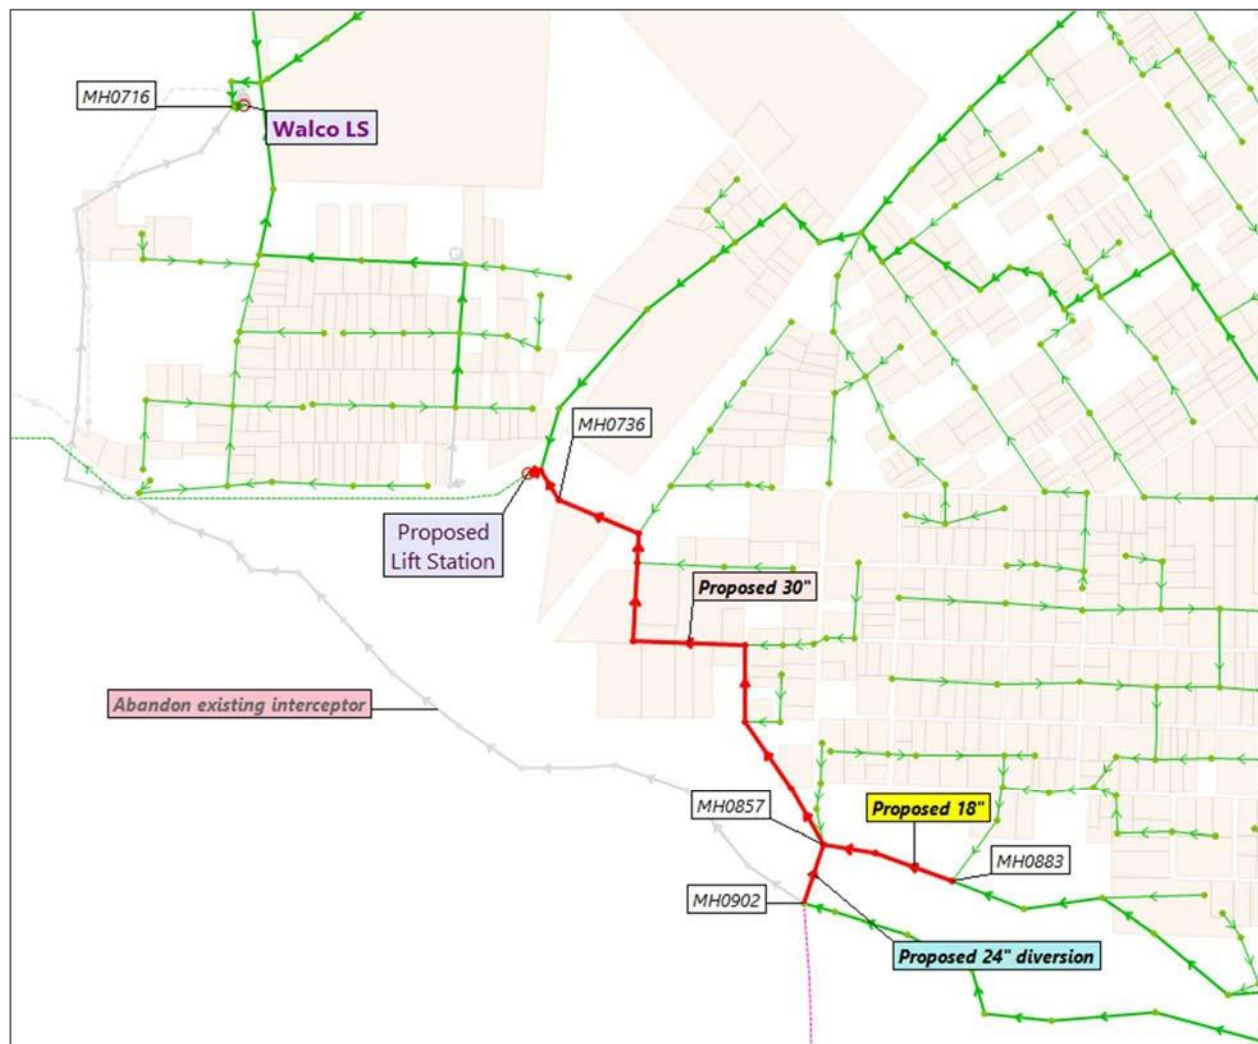 MH0716
Walco LS
MH0736
Proposed
Lift Station
Proposed 30"
Abandon existing interceptor
MH0857
Proposed 18"
MH0883
MH0902
Proposed 24" diversion